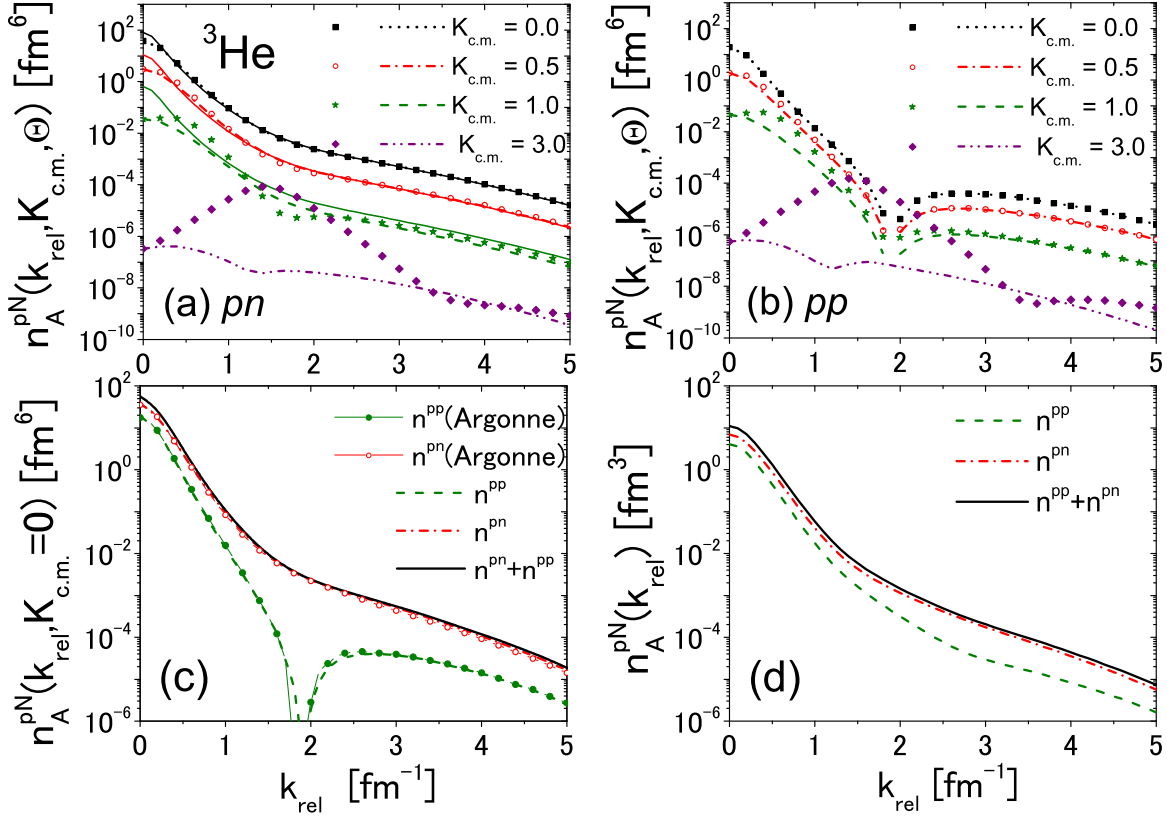 n_A^pN(k_rel,K_c.m.,Θ) [fm^6]
10^2
10^0
10^-2
10^-4
10^-6
10^-8
10^-10
0 1 2 3 4 5
^3He
K_c.m. = 0.0
K_c.m. = 0.5
K_c.m. = 1.0
K_c.m. = 3.0
(a) pn
n_A^pN(k_rel,K_c.m.,Θ) [fm^6]
10^2
10^0
10^-2
10^-4
10^-6
10^-8
10^-10
0 1 2 3 4 5
K_c.m. = 0.0
K_c.m. = 0.5
K_c.m. = 1.0
K_c.m. = 3.0
(b) pp
n_A^pN(k_rel,K_c.m.=0) [fm^6]
10^2
10^0
10^-2
10^-4
10^-6
0 1 2 3 4 5
n^pp(Argonne)
n^pn(Argonne)
n^pp
n^pn
n^pn+n^pp
(c)
k_rel [fm^-1]
n_A^pN(k_rel) [fm^3]
10^2
10^0
10^-2
10^-4
10^-6
0 1 2 3 4 5
n^pp
n^pn
n^pp+n^pn
(d)
k_rel [fm^-1]